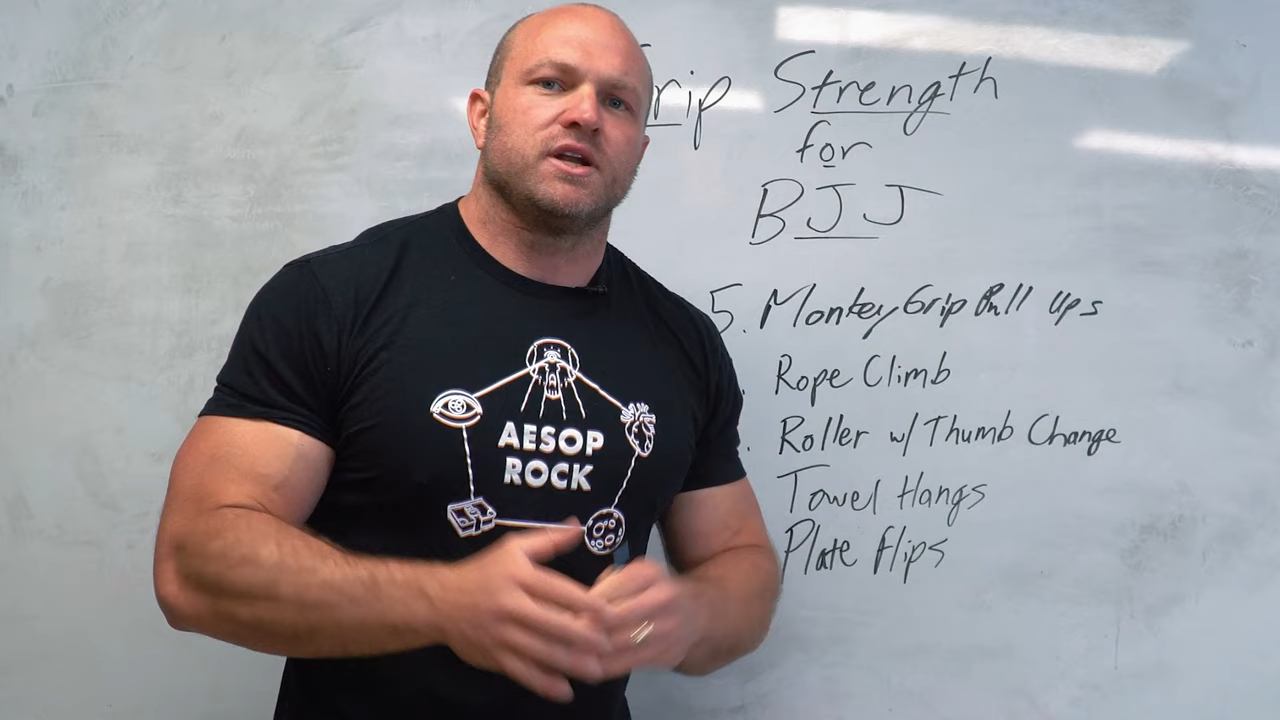 Grip Strength
for
BJJ
5. Monkey Grip Pull Ups
. Rope Climb
. Roller w/ Thumb Change
Towel Hangs
Plate Flips
AESOP
ROCK